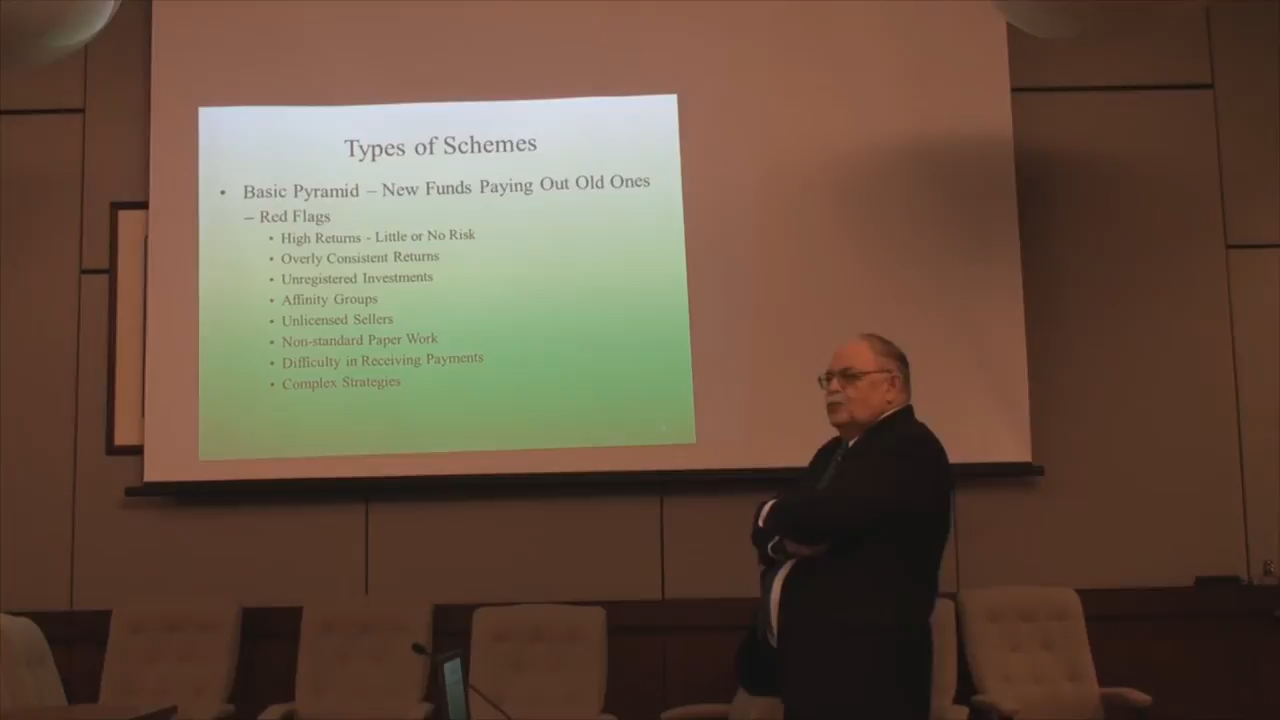 Types of Schemes
• Basic Pyramid – New Funds Paying Out Old Ones
– Red Flags
• High Returns - Little or No Risk
• Overly Consistent Returns
• Unregistered Investments
• Affinity Groups
• Unlicensed Sellers
• Non-standard Paper Work
• Difficulty in Receiving Payments
• Complex Strategies